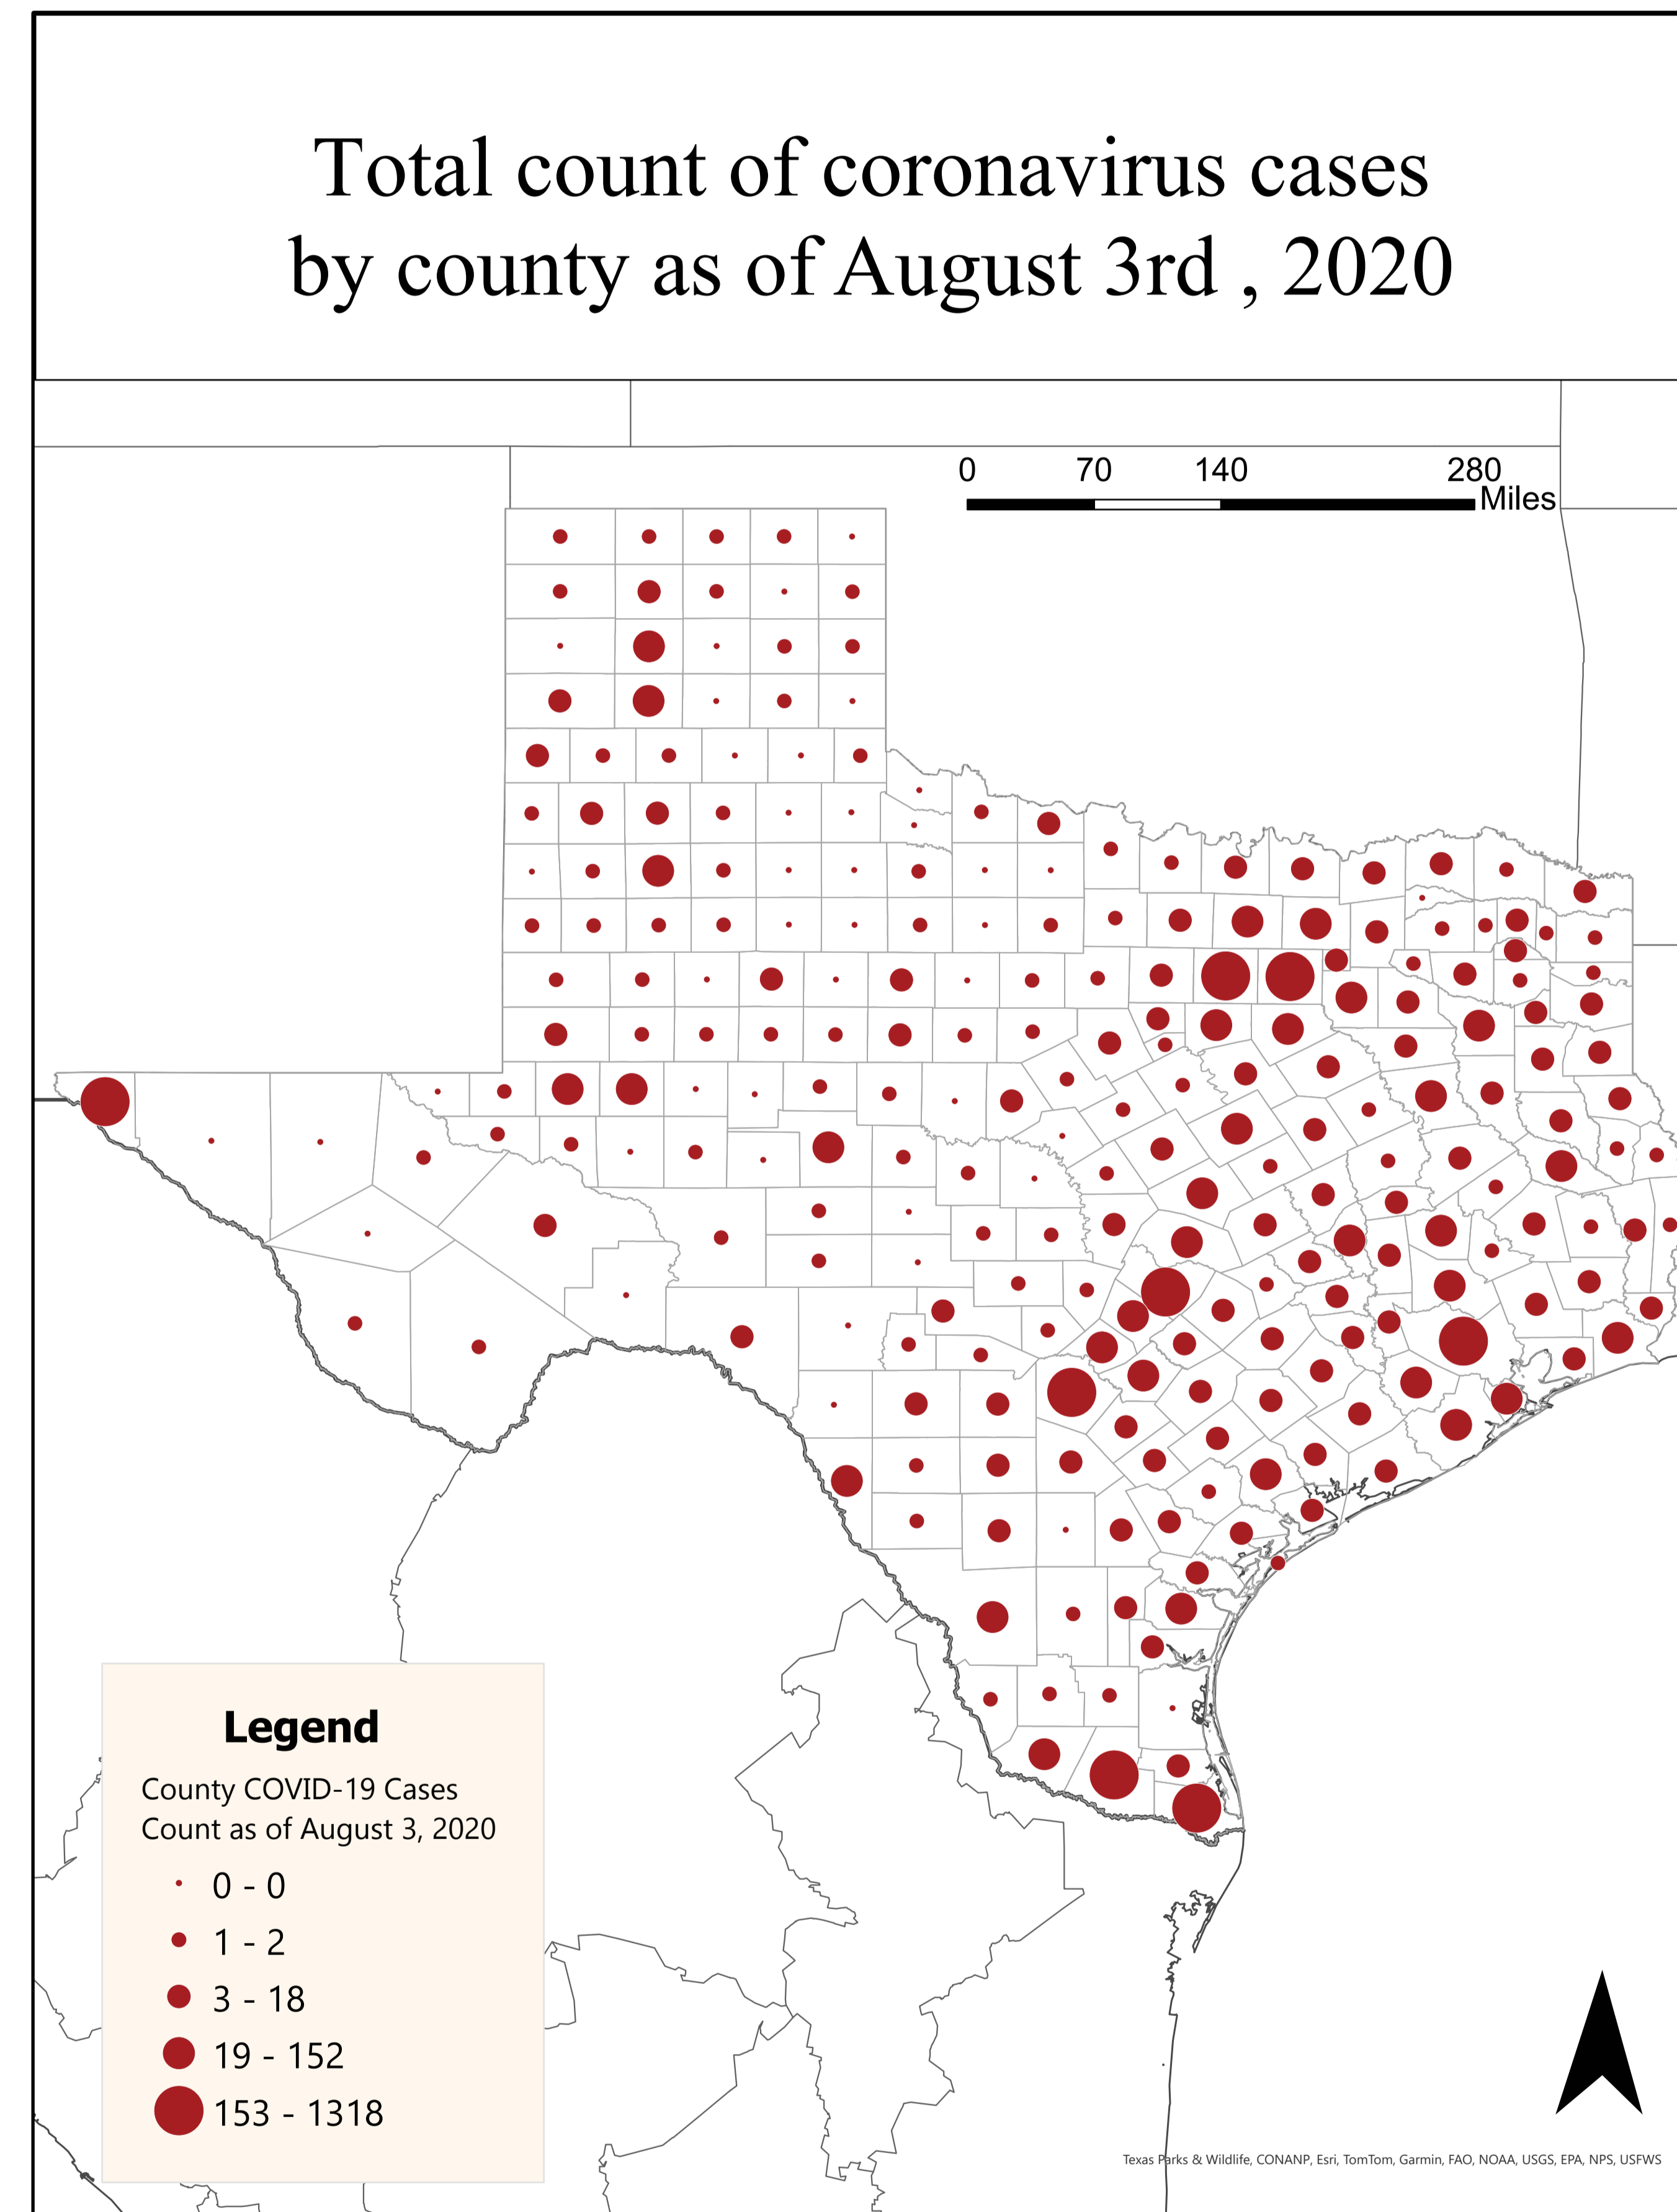 Total count of coronavirus cases
by county as of August 3rd , 2020
0 70 140 280
Miles
Legend
County COVID-19 Cases
Count as of August 3, 2020
0 - 0
1 - 2
3 - 18
19 - 152
153 - 1318
Texas Parks & Wildlife, CONANP, Esri, TomTom, Garmin, FAO, NOAA, USGS, EPA, NPS, USFWS